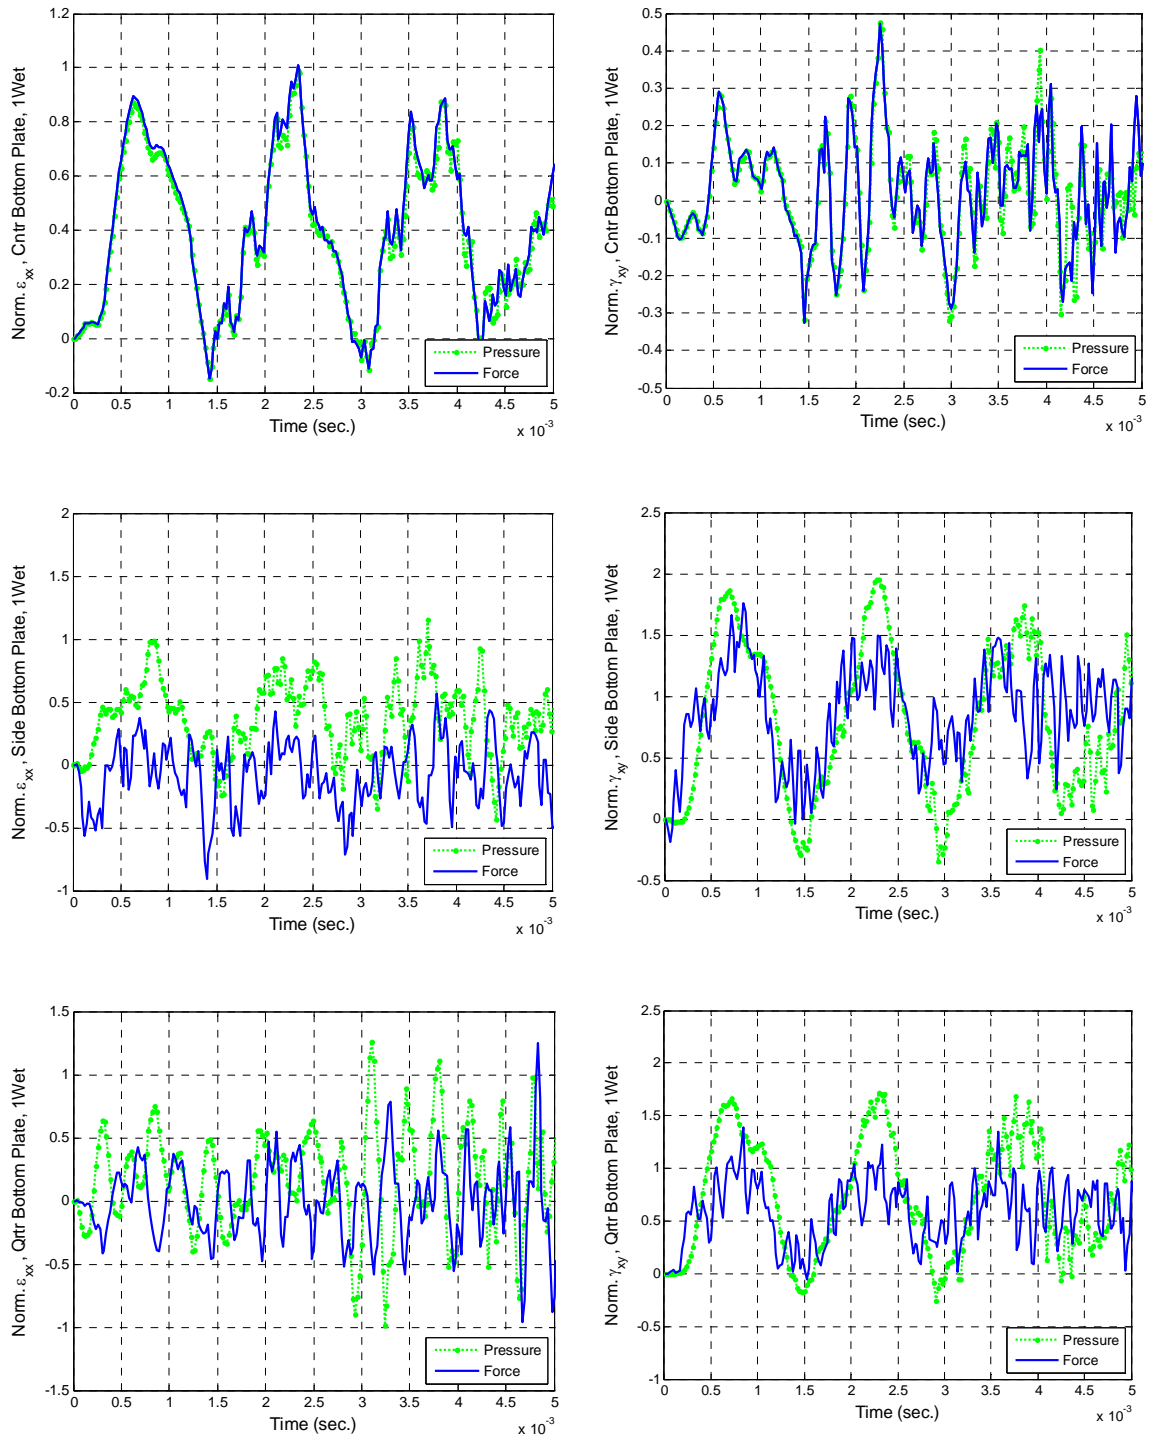 1.2
1
0.8
0.6
0.4
0.2
0
-0.2
Norm. ε_xx, Cntr Bottom Plate, 1Wet
Pressure
Force
0 0.5 1 1.5 2 2.5 3 3.5 4 4.5 5
Time (sec.)
x 10^-3
0.5
0.4
0.3
0.2
0.1
0
-0.1
-0.2
-0.3
-0.4
-0.5
Norm. γ_xy, Cntr Bottom Plate, 1Wet
Pressure
Force
0 0.5 1 1.5 2 2.5 3 3.5 4 4.5 5
Time (sec.)
x 10^-3
2
1.5
1
0.5
0
-0.5
-1
Norm. ε_xx, Side Bottom Plate, 1Wet
Pressure
Force
0 0.5 1 1.5 2 2.5 3 3.5 4 4.5 5
Time (sec.)
x 10^-3
2.5
2
1.5
1
0.5
0
-0.5
Norm. γ_xy, Side Bottom Plate, 1Wet
Pressure
Force
0 0.5 1 1.5 2 2.5 3 3.5 4 4.5 5
Time (sec.)
x 10^-3
1.5
1
0.5
0
-0.5
-1
-1.5
Norm. ε_xx, Qrtr Bottom Plate, 1Wet
Pressure
Force
0 0.5 1 1.5 2 2.5 3 3.5 4 4.5 5
Time (sec.)
x 10^-3
2.5
2
1.5
1
0.5
0
-0.5
-1
Norm. γ_xy, Qrtr Bottom Plate, 1Wet
Pressure
Force
0 0.5 1 1.5 2 2.5 3 3.5 4 4.5 5
Time (sec.)
x 10^-3